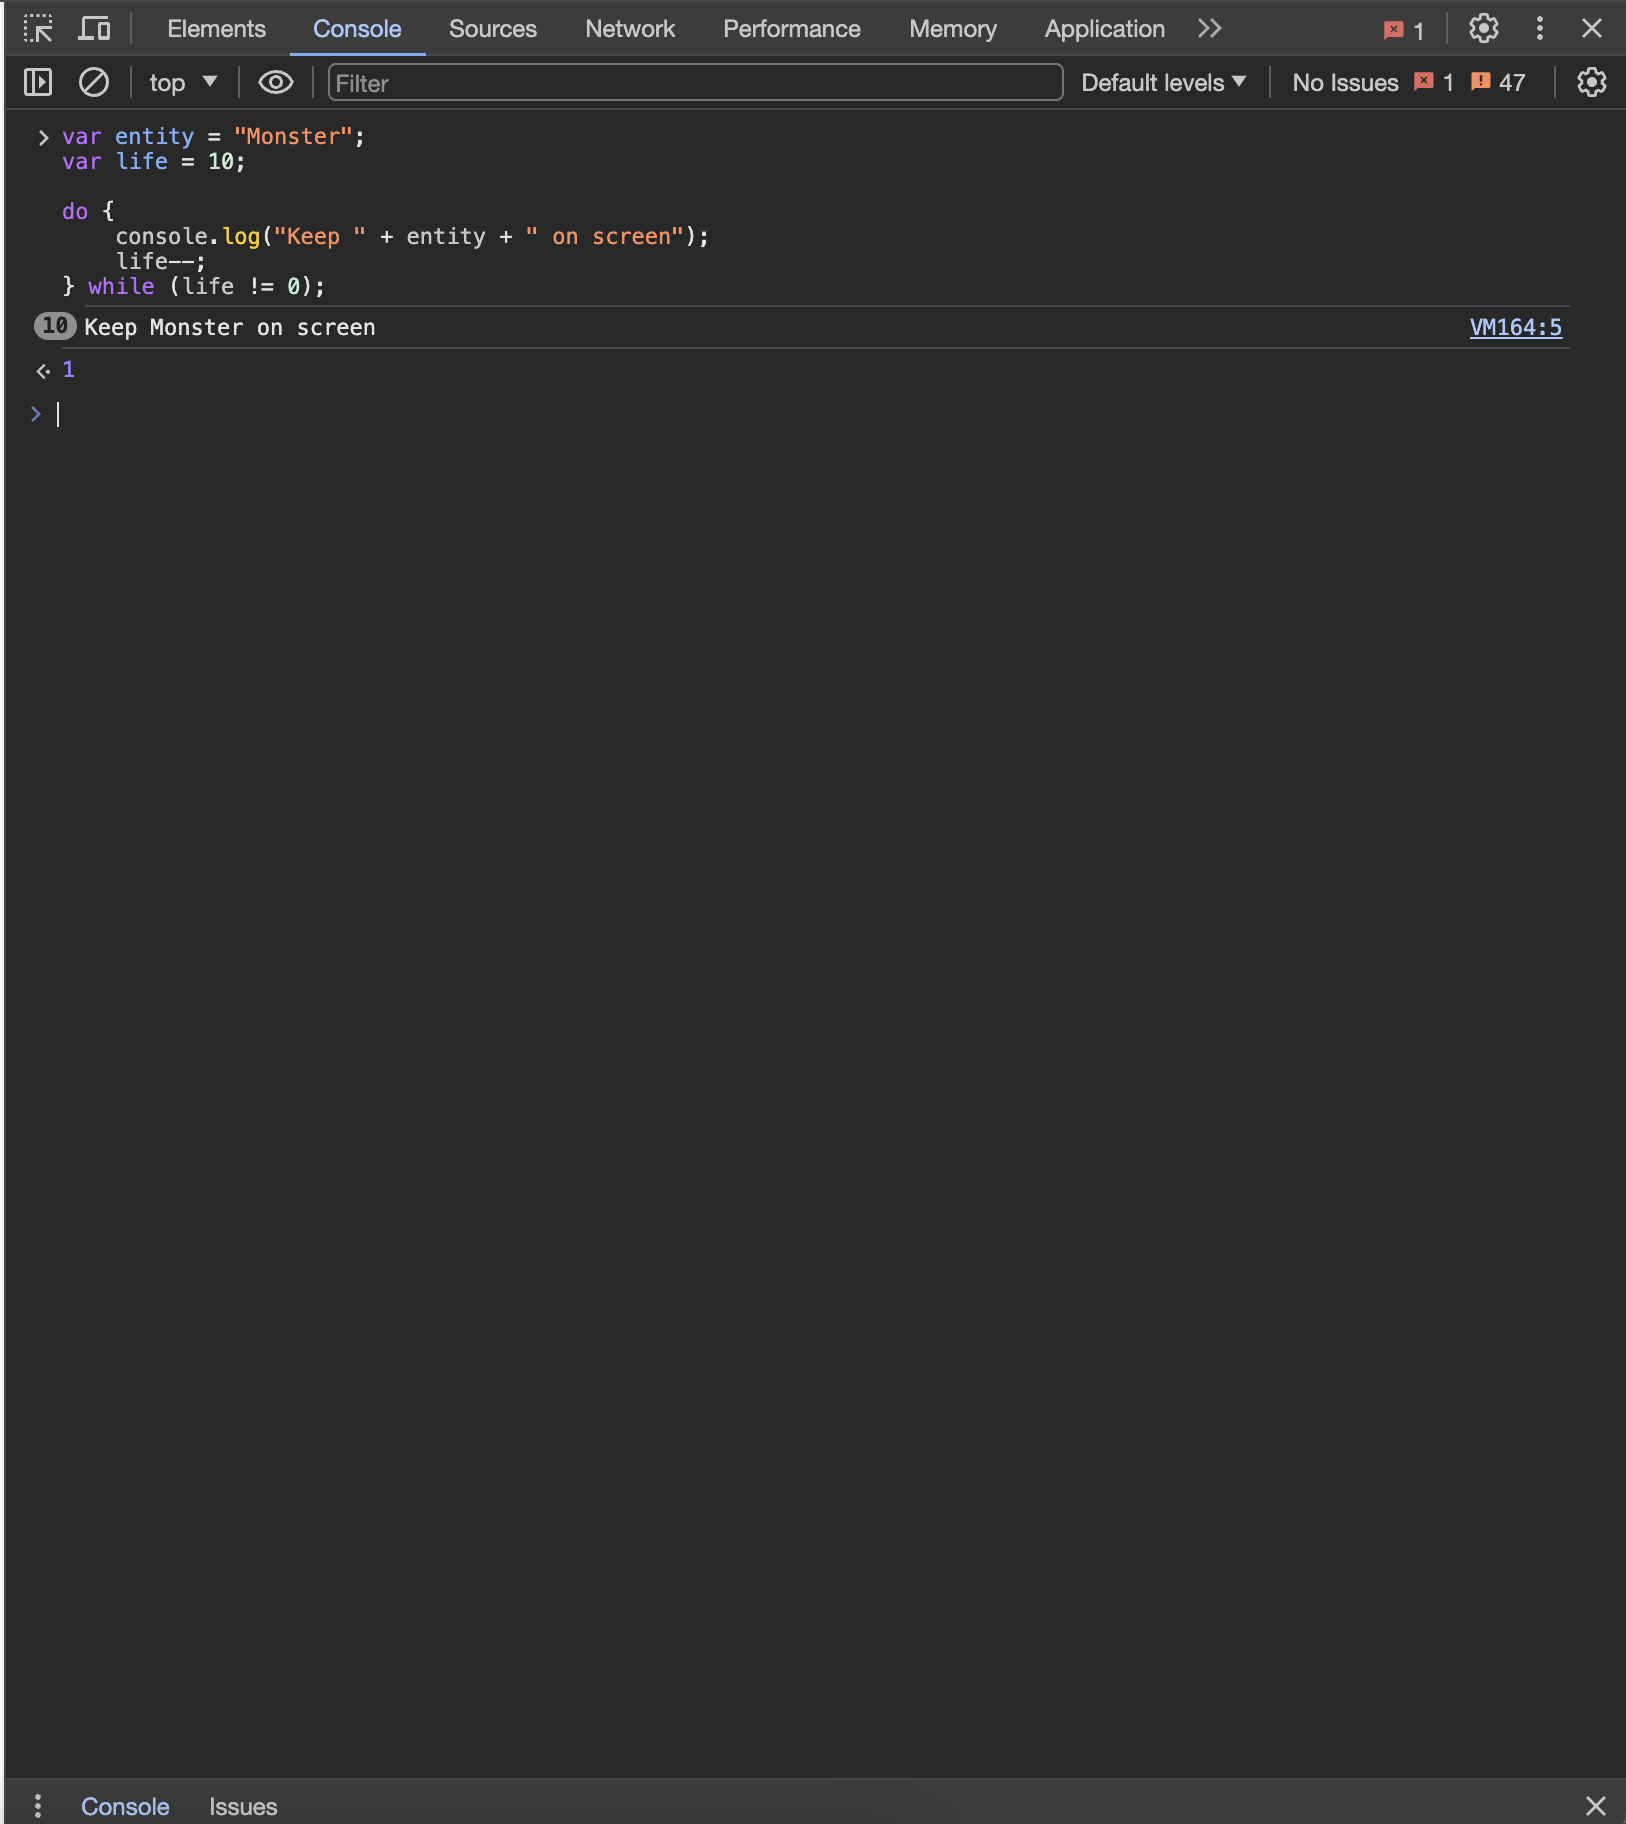 Elements Console Sources Network Performance Memory Application 1
top Filter Default levels No Issues 1 47
var entity = "Monster";
var life = 10;
do {
    console.log("Keep " + entity + " on screen");
    life--;
} while (life != 0);
10 Keep Monster on screen VM164:5
1
Console Issues